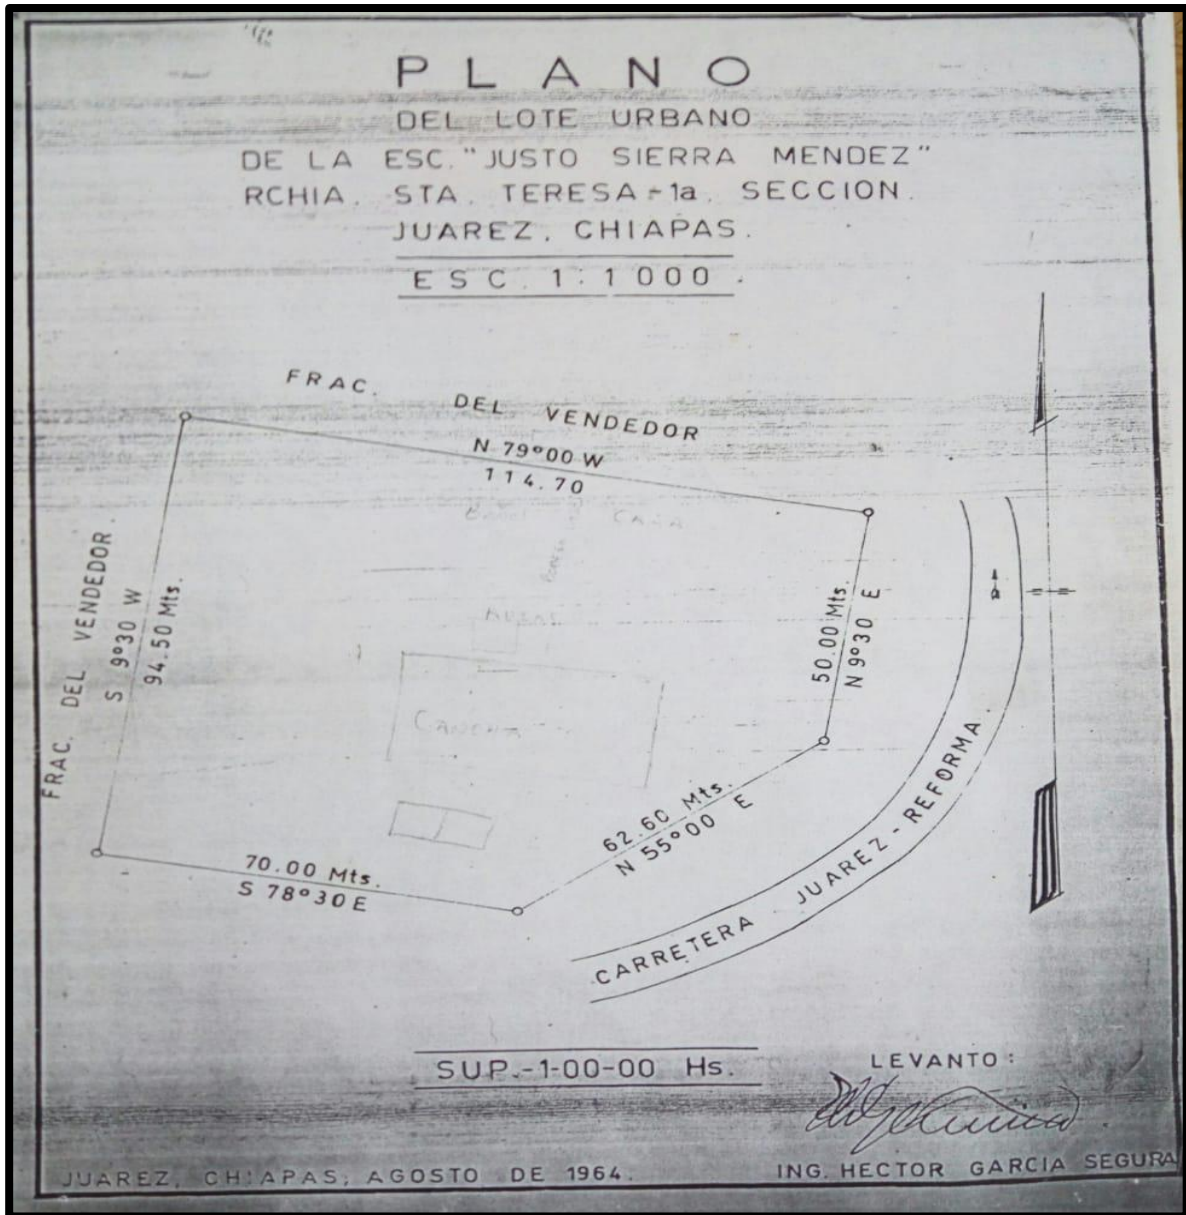 PLANO
DEL LOTE URBANO
DE LA ESC. "JUSTO SIERRA MENDEZ"
RCHIA. STA. TERESA-1a. SECCION.
JUAREZ, CHIAPAS.
ESC. 1:1000.
FRAC. DEL VENDEDOR
N 79°00 W
114.70
CAÑA
FRAC. DEL VENDEDOR.
S 9°30 W
94.50 Mts.
50.00 Mts.
N 9°30 E
CANCHA
62.60 Mts.
N 55°00 E
70.00 Mts.
S 78°30 E
CARRETERA JUAREZ-REFORMA
SUP.-1-00-00 Hs.
LEVANTO:
JUAREZ, CHIAPAS, AGOSTO DE 1964.
ING. HECTOR GARCIA SEGURA